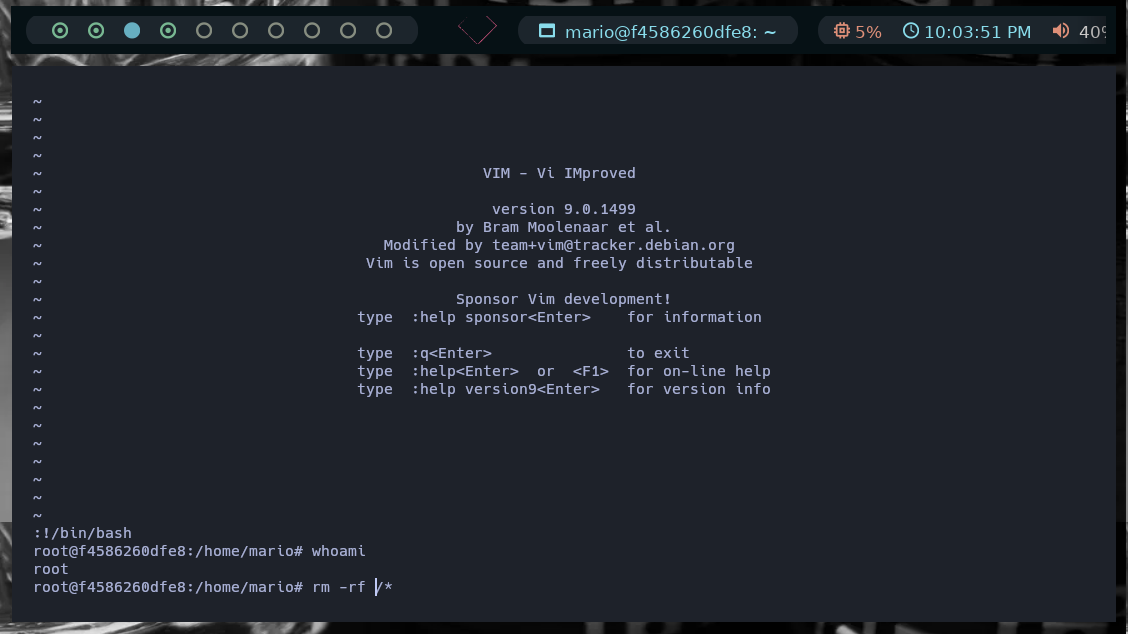 mario@f4586260dfe8: ~ 5% 10:03:51 PM 40%
~
~
~
~
~ VIM - Vi IMproved
~
~ version 9.0.1499
~ by Bram Moolenaar et al.
~ Modified by team+vim@tracker.debian.org
~ Vim is open source and freely distributable
~
~ Sponsor Vim development!
~ type :help sponsor<Enter> for information
~
~ type :q<Enter> to exit
~ type :help<Enter> or <F1> for on-line help
~ type :help version9<Enter> for version info
~
~
~
~
~
~
~
:!/bin/bash
root@f4586260dfe8:/home/mario# whoami
root
root@f4586260dfe8:/home/mario# rm -rf /*